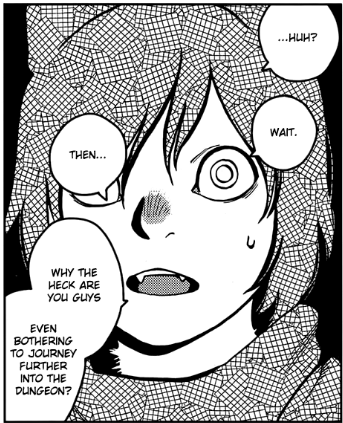 ...HUH?
WAIT.
THEN...
WHY THE
HECK ARE
YOU GUYS
EVEN
BOTHERING
TO JOURNEY
FURTHER
INTO THE
DUNGEON?